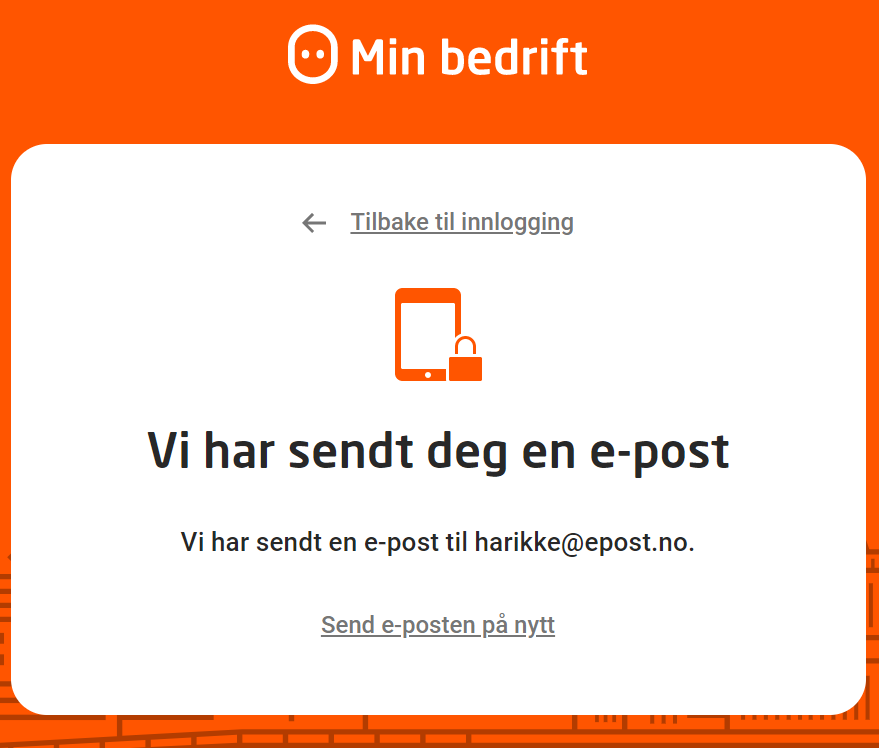 Min bedrift
Tilbake til innlogging
Vi har sendt deg en e-post
Vi har sendt en e-post til harikke@epost.no.
Send e-posten på nytt